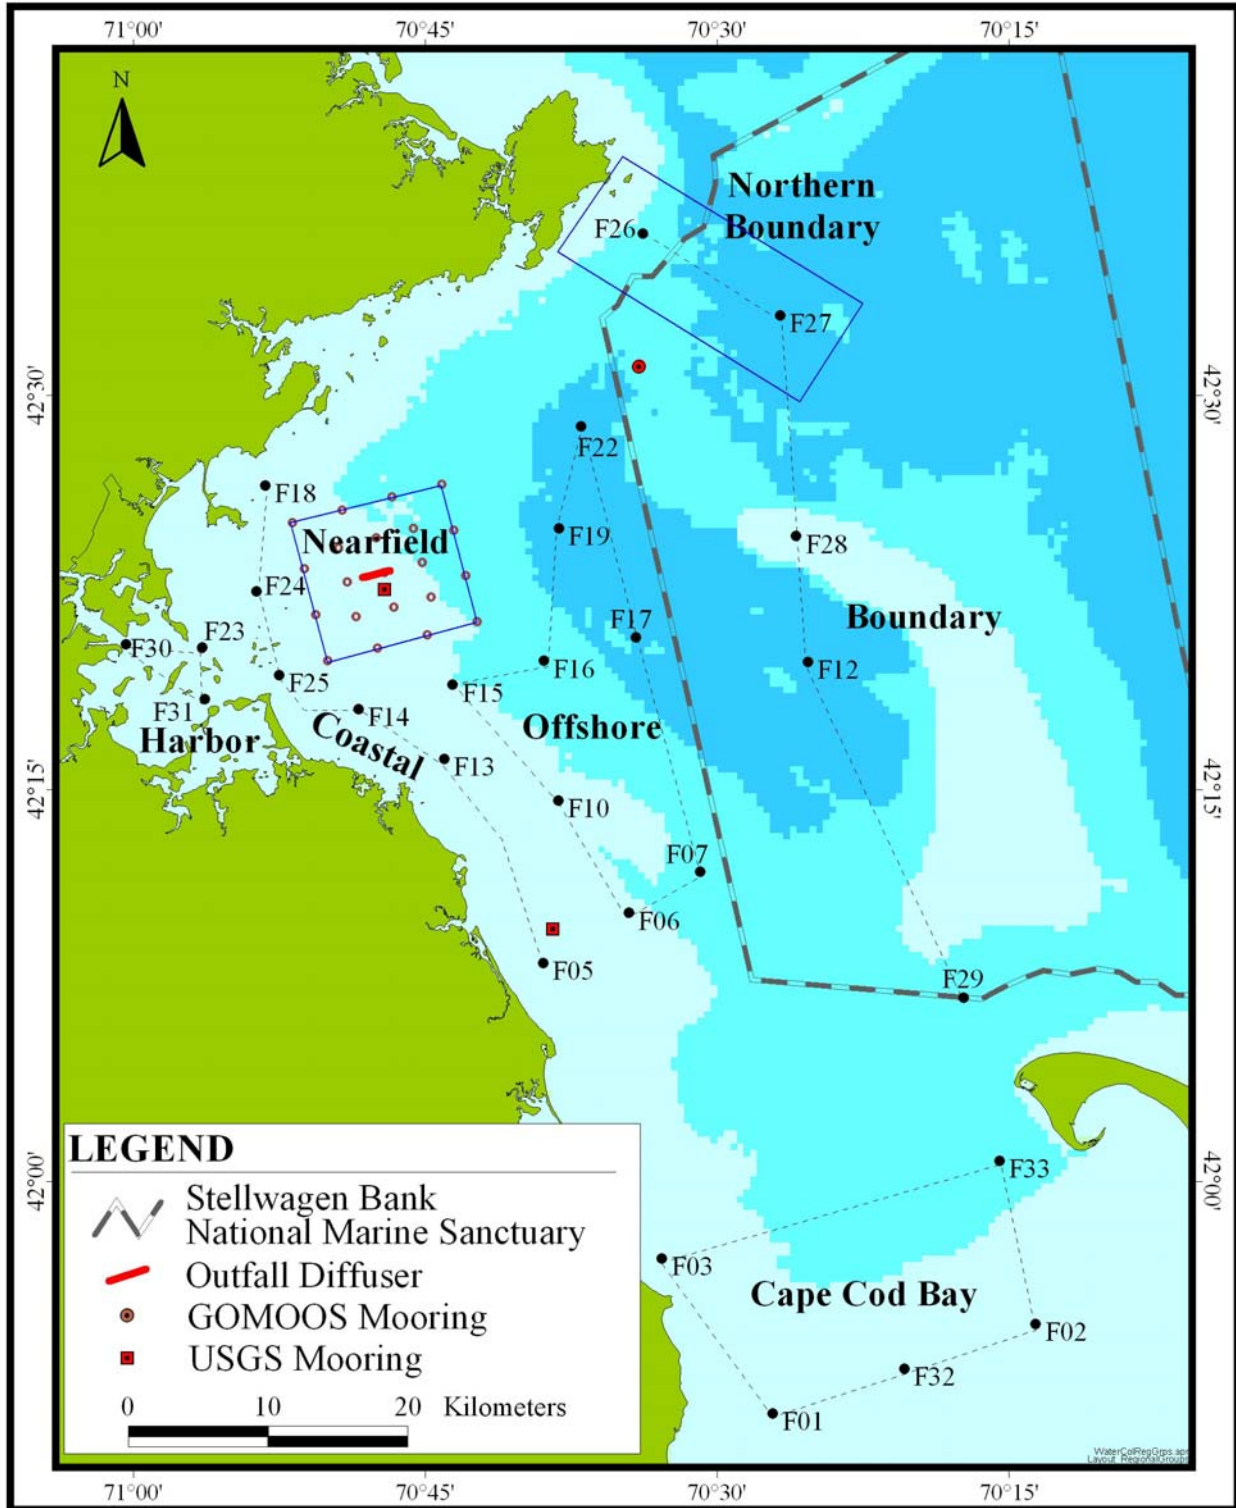 71°00' 70°45' 70°30' 70°15'
N
Northern
Boundary
F26
F27
42°30' 42°30'
F22
F18
Nearfield
F19
F28
F24
Boundary
F23
F30
F17
F16
F12
F25
F15
F31
F14
Offshore
Harbor
Coastal
F13
42°15' 42°15'
F10
F07
F06
F05
F29
LEGEND
Stellwagen Bank
National Marine Sanctuary
Outfall Diffuser
GOMOOS Mooring
USGS Mooring
0 10 20 Kilometers
F33
42°00' 42°00'
F03
Cape Cod Bay
F02
F32
F01
WaterColRegGrps.apr
Layout: RegionalGroups
71°00' 70°45' 70°30' 70°15'